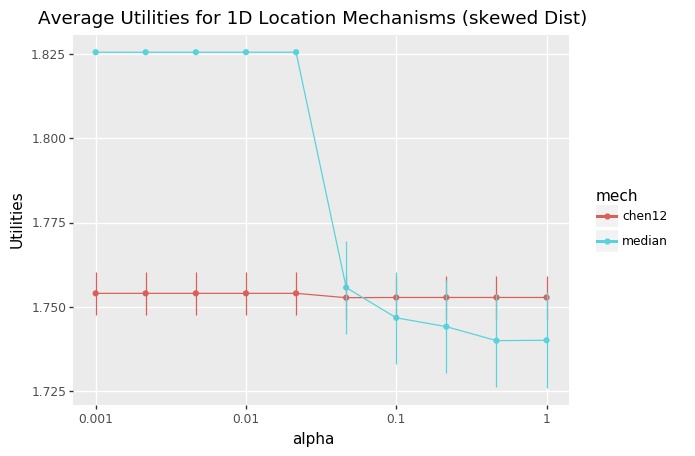 Average Utilities for 1D Location Mechanisms (skewed Dist)
1.825
1.800
1.775
1.750
1.725
Utilities
0.001
0.01
0.1
1
alpha
mech
chen12
median